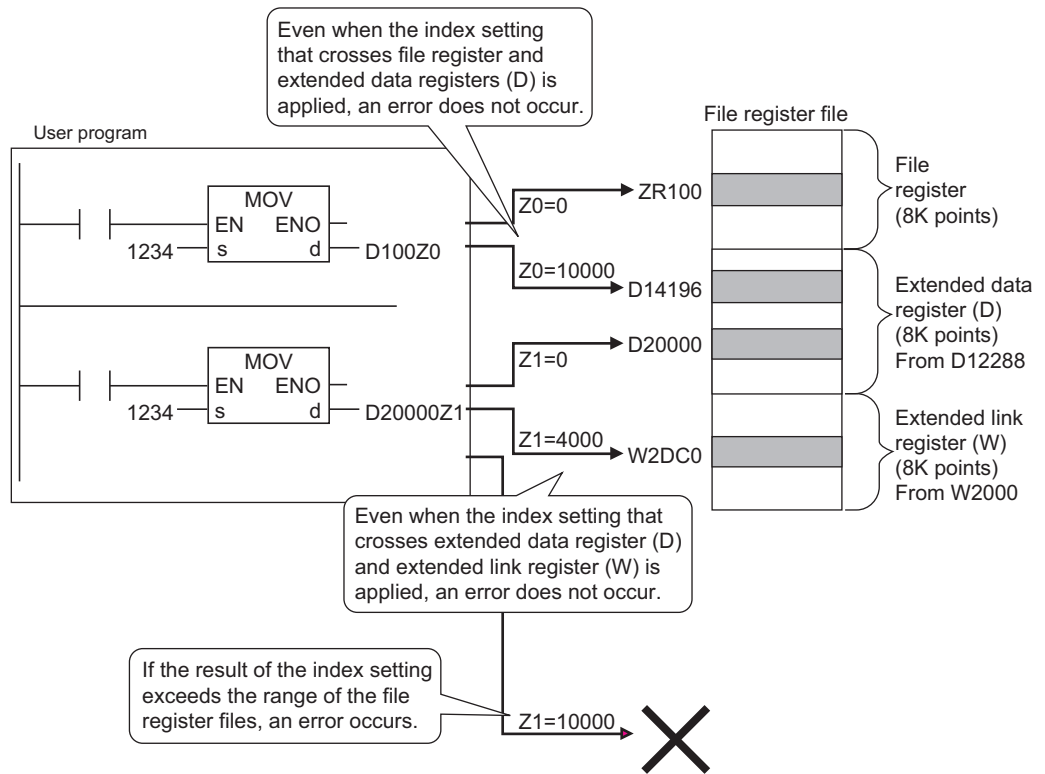 Even when the index setting
that crosses file register and
extended data registers (D) is
applied, an error does not occur.
User program
File register file
MOV
EN ENO
1234 s d D100Z0
Z0=0
ZR100
File
register
(8K points)
Z0=10000
D14196
Extended data
register (D)
(8K points)
From D12288
MOV
EN ENO
1234 s d D20000Z1
Z1=0
D20000
Z1=4000
W2DC0
Extended link
register (W)
(8K points)
From W2000
Even when the index setting that
crosses extended data register (D)
and extended link register (W) is
applied, an error does not occur.
If the result of the index setting
exceeds the range of the file
register files, an error occurs.
Z1=10000